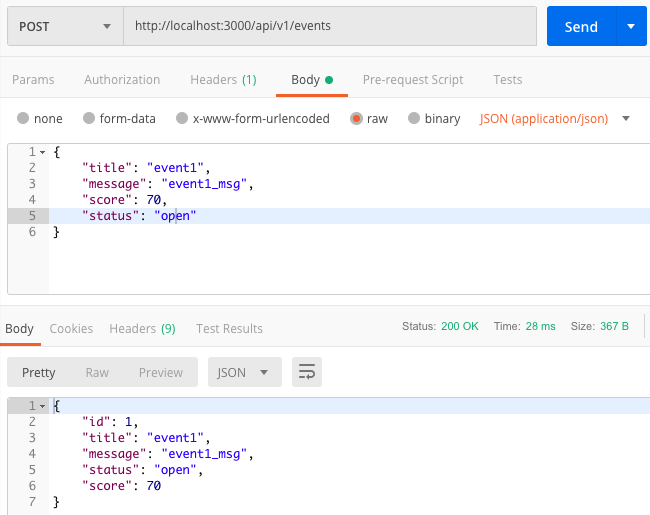 POST http://localhost:3000/api/v1/events Send
Params Authorization Headers (1) Body Pre-request Script Tests
none form-data x-www-form-urlencoded raw binary JSON (application/json)
1 {
2 "title": "event1",
3 "message": "event1_msg",
4 "score": 70,
5 "status": "open"
6 }
Body Cookies Headers (9) Test Results Status: 200 OK Time: 28 ms Size: 367 B
Pretty Raw Preview JSON
1 {
2 "id": 1,
3 "title": "event1",
4 "message": "event1_msg",
5 "status": "open",
6 "score": 70
7 }